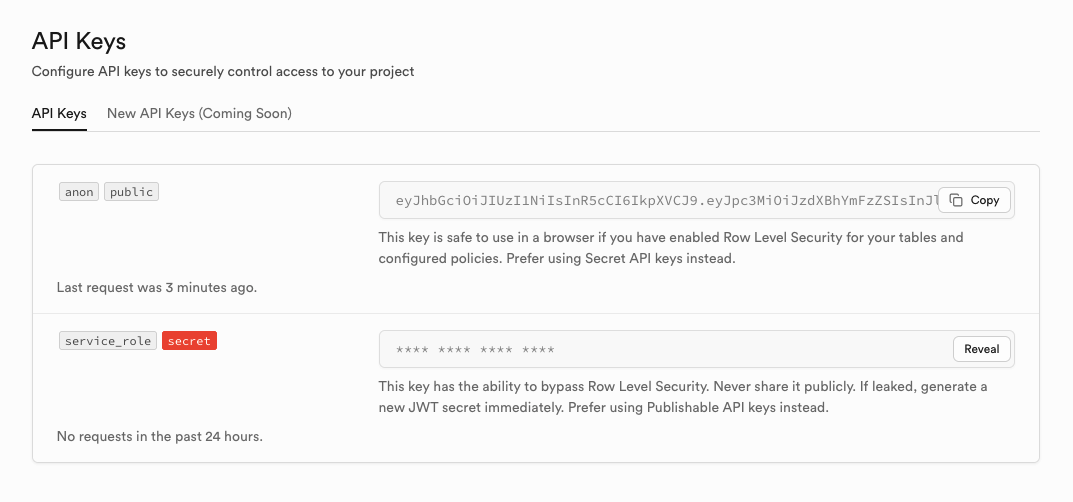 API Keys
Configure API keys to securely control access to your project
API Keys New API Keys (Coming Soon)
anon public
eyJhbGciOiJIUzI1NiIsInR5cCI6IkpXVCJ9.eyJpc3MiOiJzdXBhYmFzZSIsInJl Copy
This key is safe to use in a browser if you have enabled Row Level Security for your tables and
configured policies. Prefer using Secret API keys instead.
Last request was 3 minutes ago.
service_role secret
**** **** **** **** Reveal
This key has the ability to bypass Row Level Security. Never share it publicly. If leaked, generate a
new JWT secret immediately. Prefer using Publishable API keys instead.
No requests in the past 24 hours.